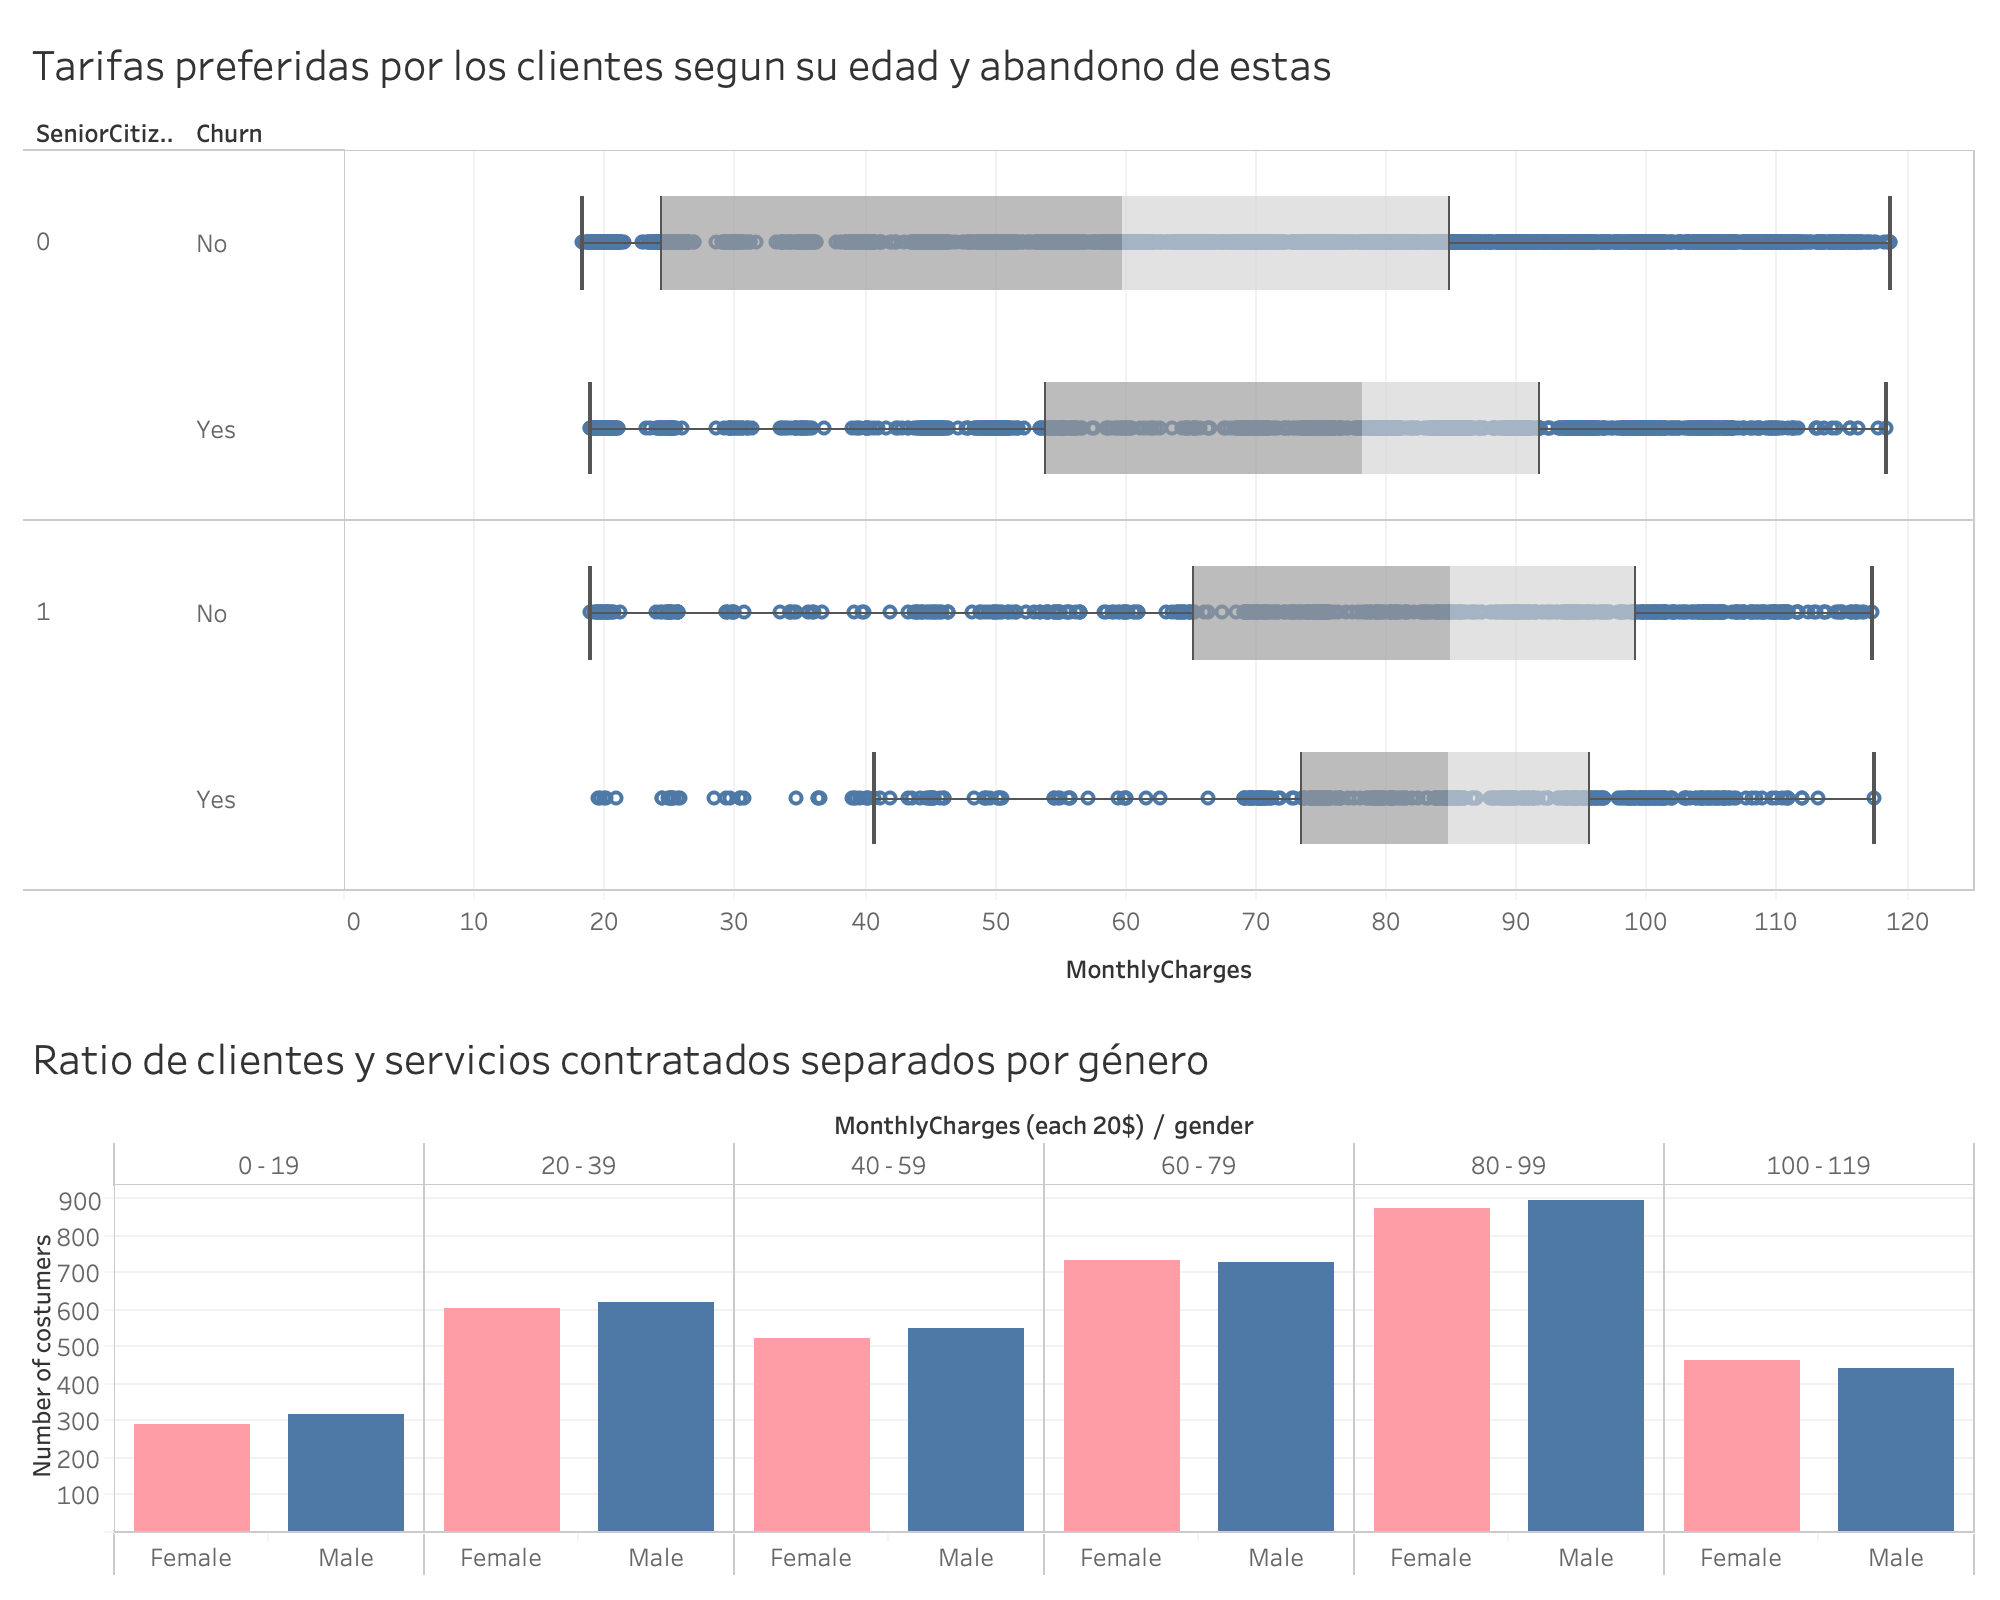 Tarifas preferidas por los clientes segun su edad y abandono de estas
SeniorCitiz.. Churn
0 No
Yes
1 No
Yes
0 10 20 30 40 50 60 70 80 90 100 110 120
MonthlyCharges
Ratio de clientes y servicios contratados separados por género
MonthlyCharges (each 20$) / gender
0 - 19 20 - 39 40 - 59 60 - 79 80 - 99 100 - 119
900
800
700
600
500
400
300
200
100
Number of costumers
Female Male Female Male Female Male Female Male Female Male Female Male